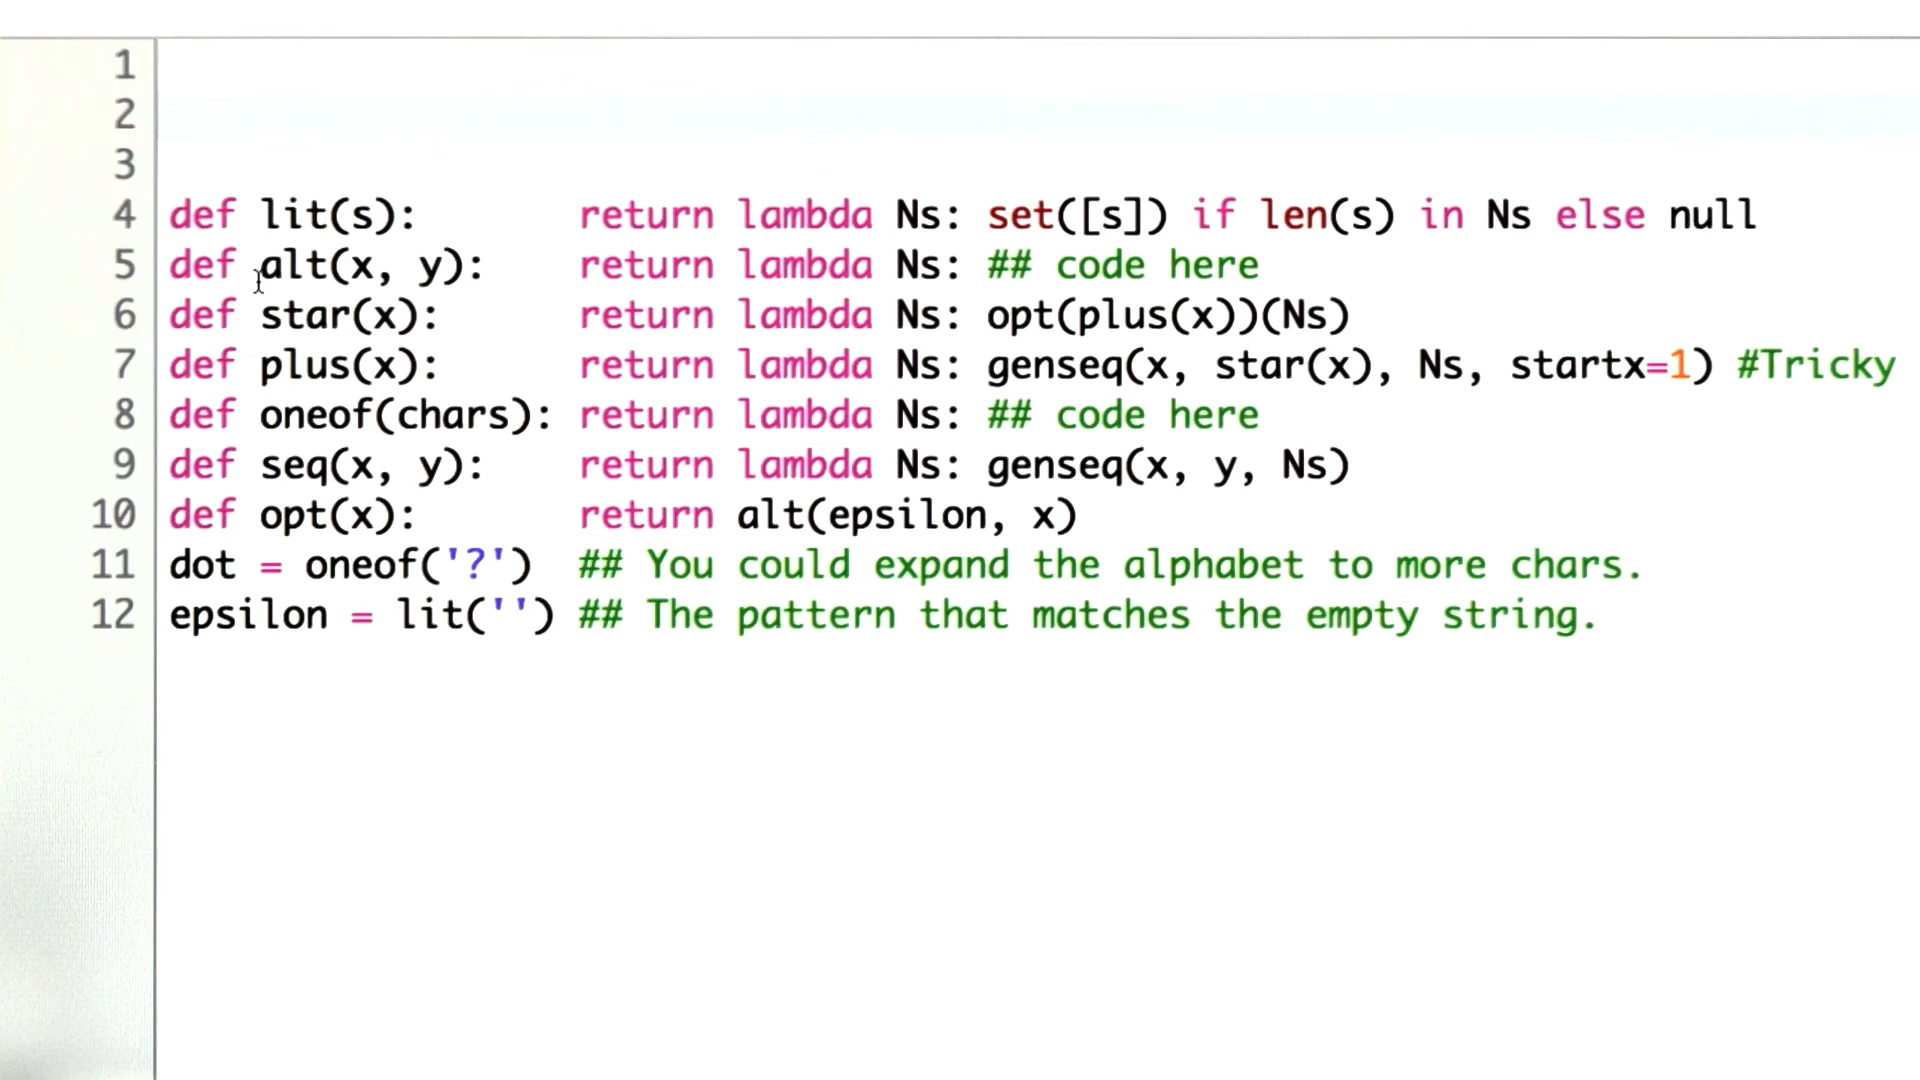 1
2
3
4 def lit(s): return lambda Ns: set([s]) if len(s) in Ns else null
5 def alt(x, y): return lambda Ns: ## code here
6 def star(x): return lambda Ns: opt(plus(x))(Ns)
7 def plus(x): return lambda Ns: genseq(x, star(x), Ns, startx=1) #Tricky
8 def oneof(chars): return lambda Ns: ## code here
9 def seq(x, y): return lambda Ns: genseq(x, y, Ns)
10 def opt(x): return alt(epsilon, x)
11 dot = oneof('?') ## You could expand the alphabet to more chars.
12 epsilon = lit('') ## The pattern that matches the empty string.